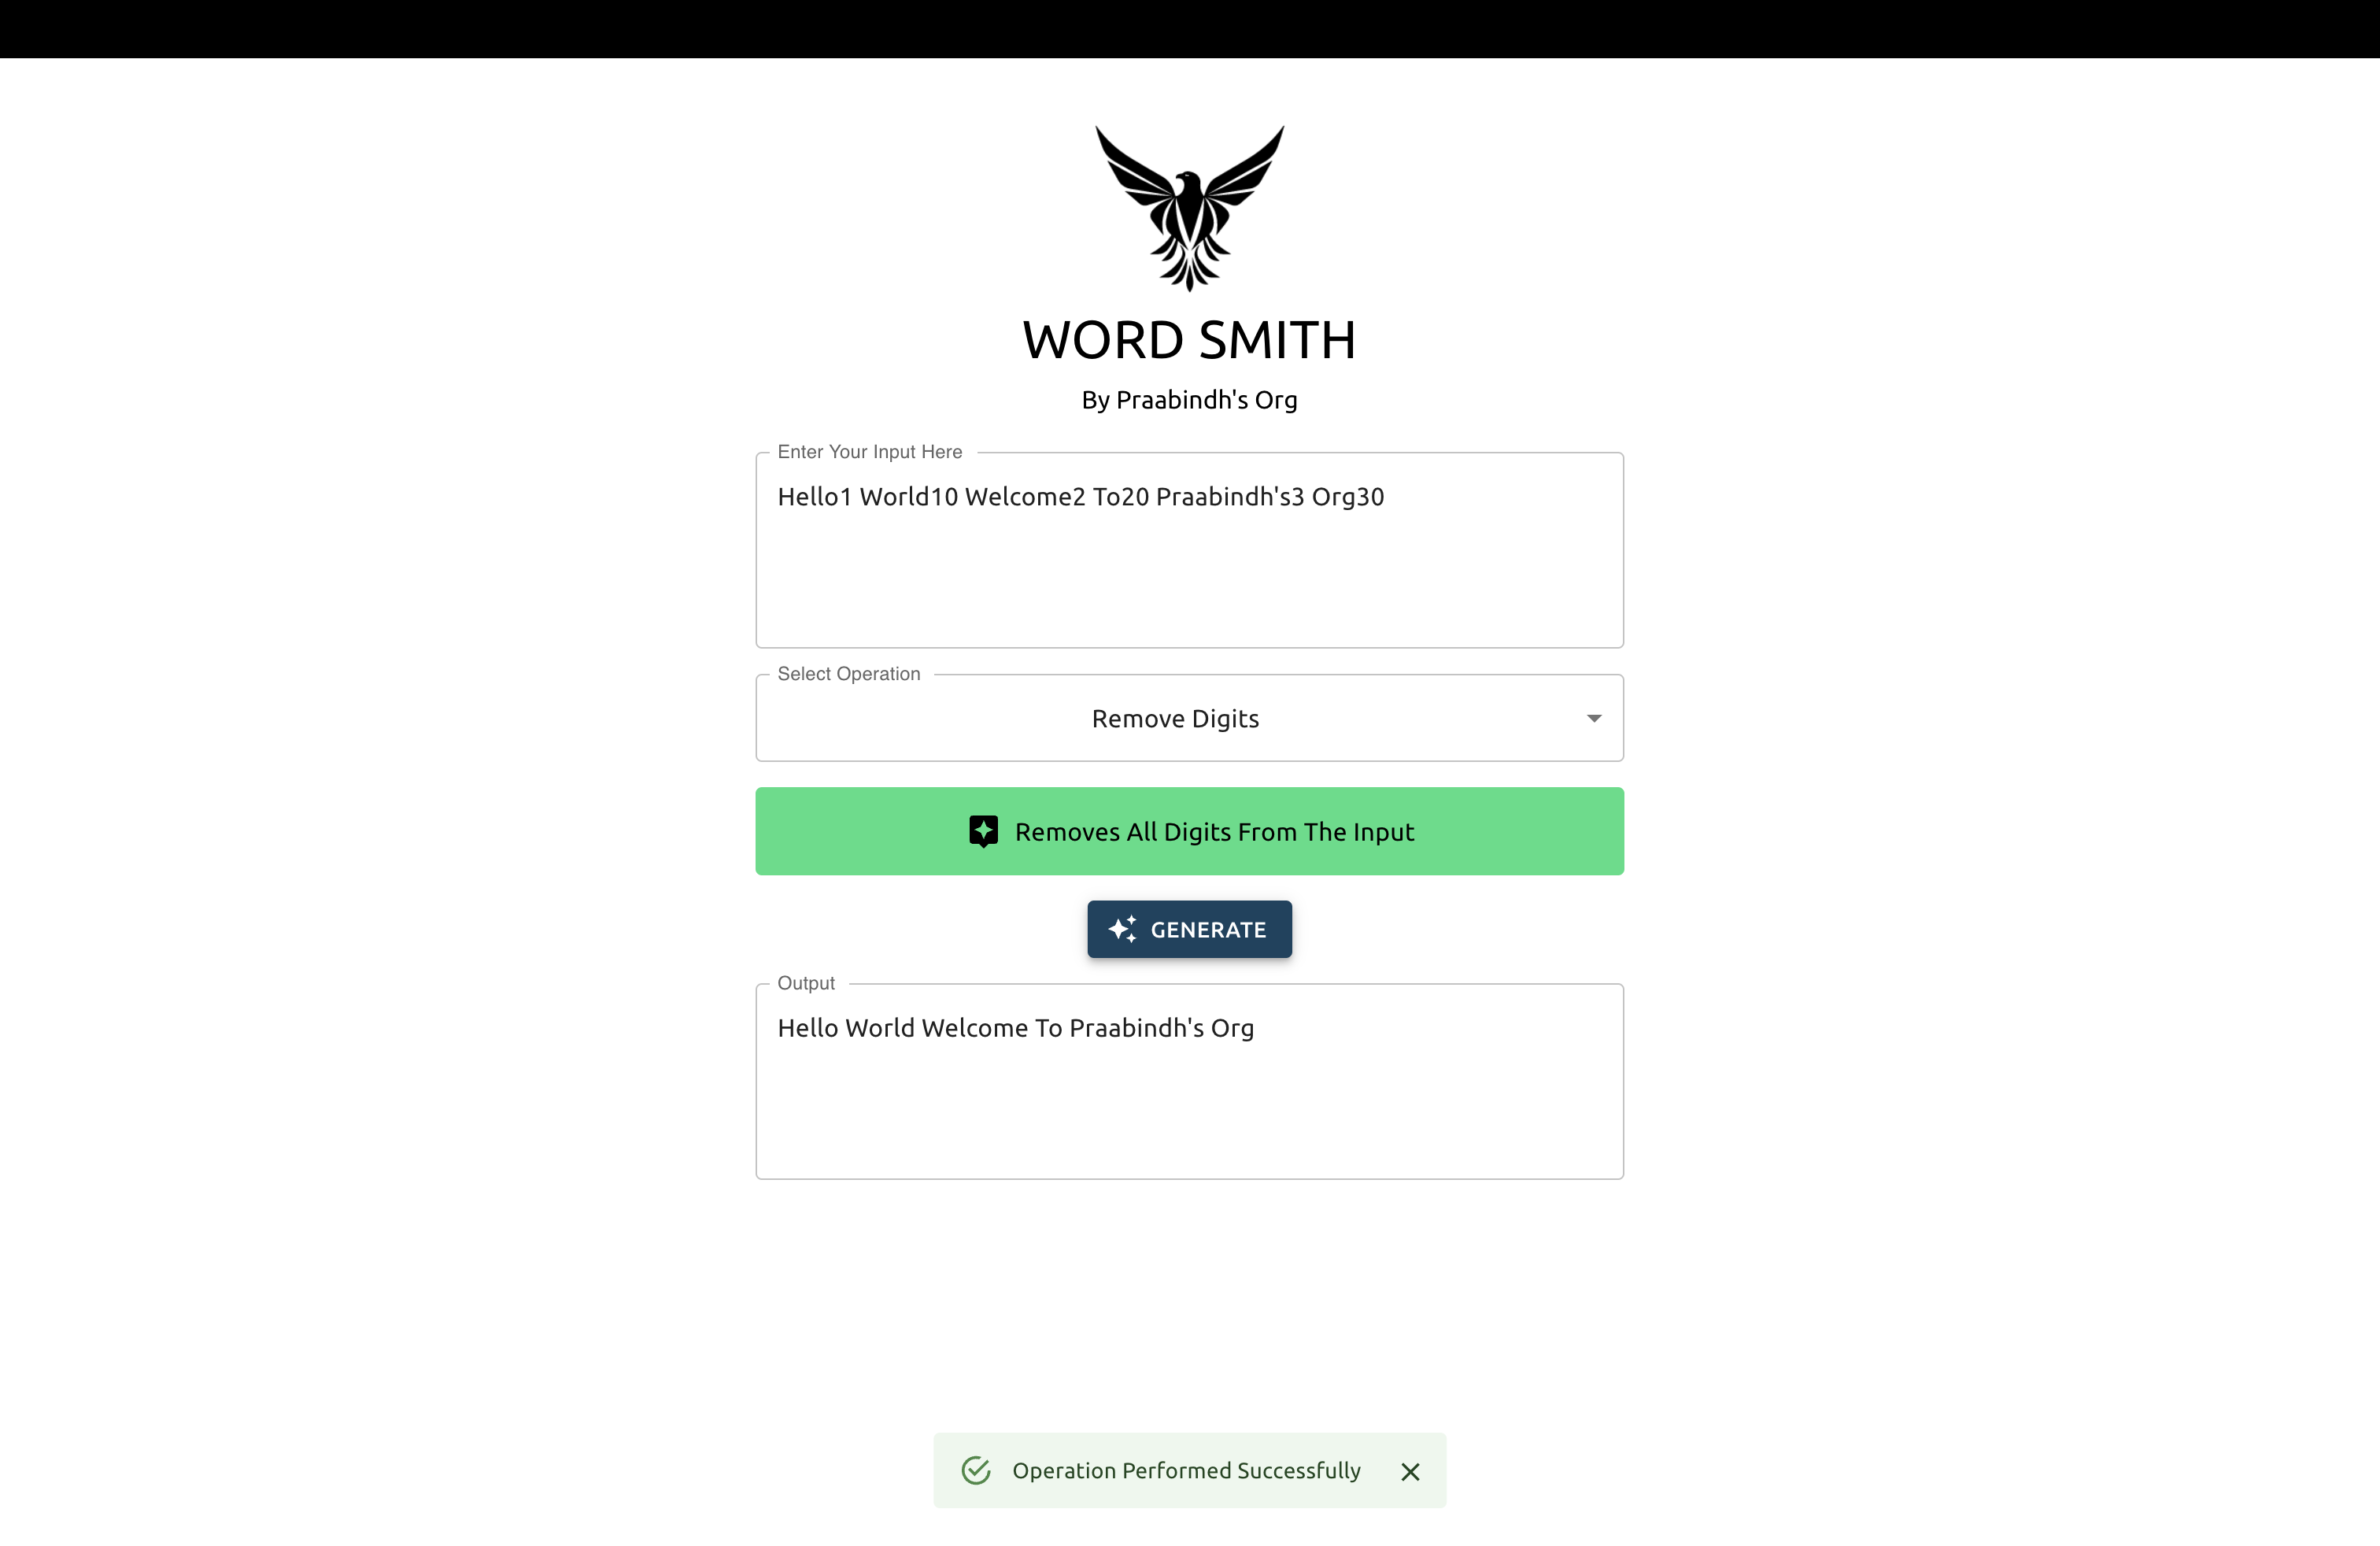 WORD SMITH
By Praabindh's Org
Enter Your Input Here
Hello1 World10 Welcome2 To20 Praabindh's3 Org30
Select Operation
Remove Digits
Removes All Digits From The Input
GENERATE
Output
Hello World Welcome To Praabindh's Org
Operation Performed Successfully